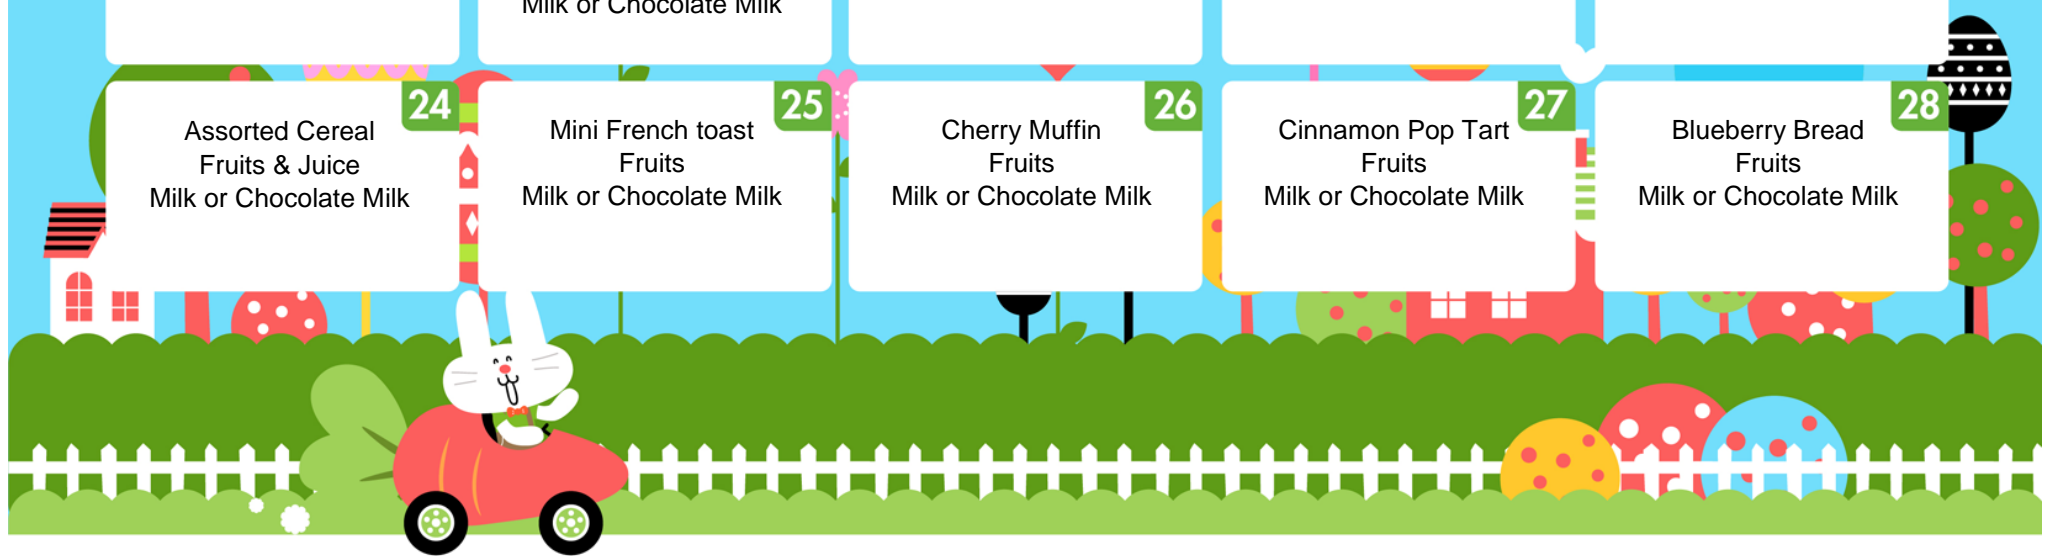 Milk or Chocolate Milk
24
Assorted Cereal
Fruits & Juice
Milk or Chocolate Milk
25
Mini French toast
Fruits
Milk or Chocolate Milk
26
Cherry Muffin
Fruits
Milk or Chocolate Milk
27
Cinnamon Pop Tart
Fruits
Milk or Chocolate Milk
28
Blueberry Bread
Fruits
Milk or Chocolate Milk